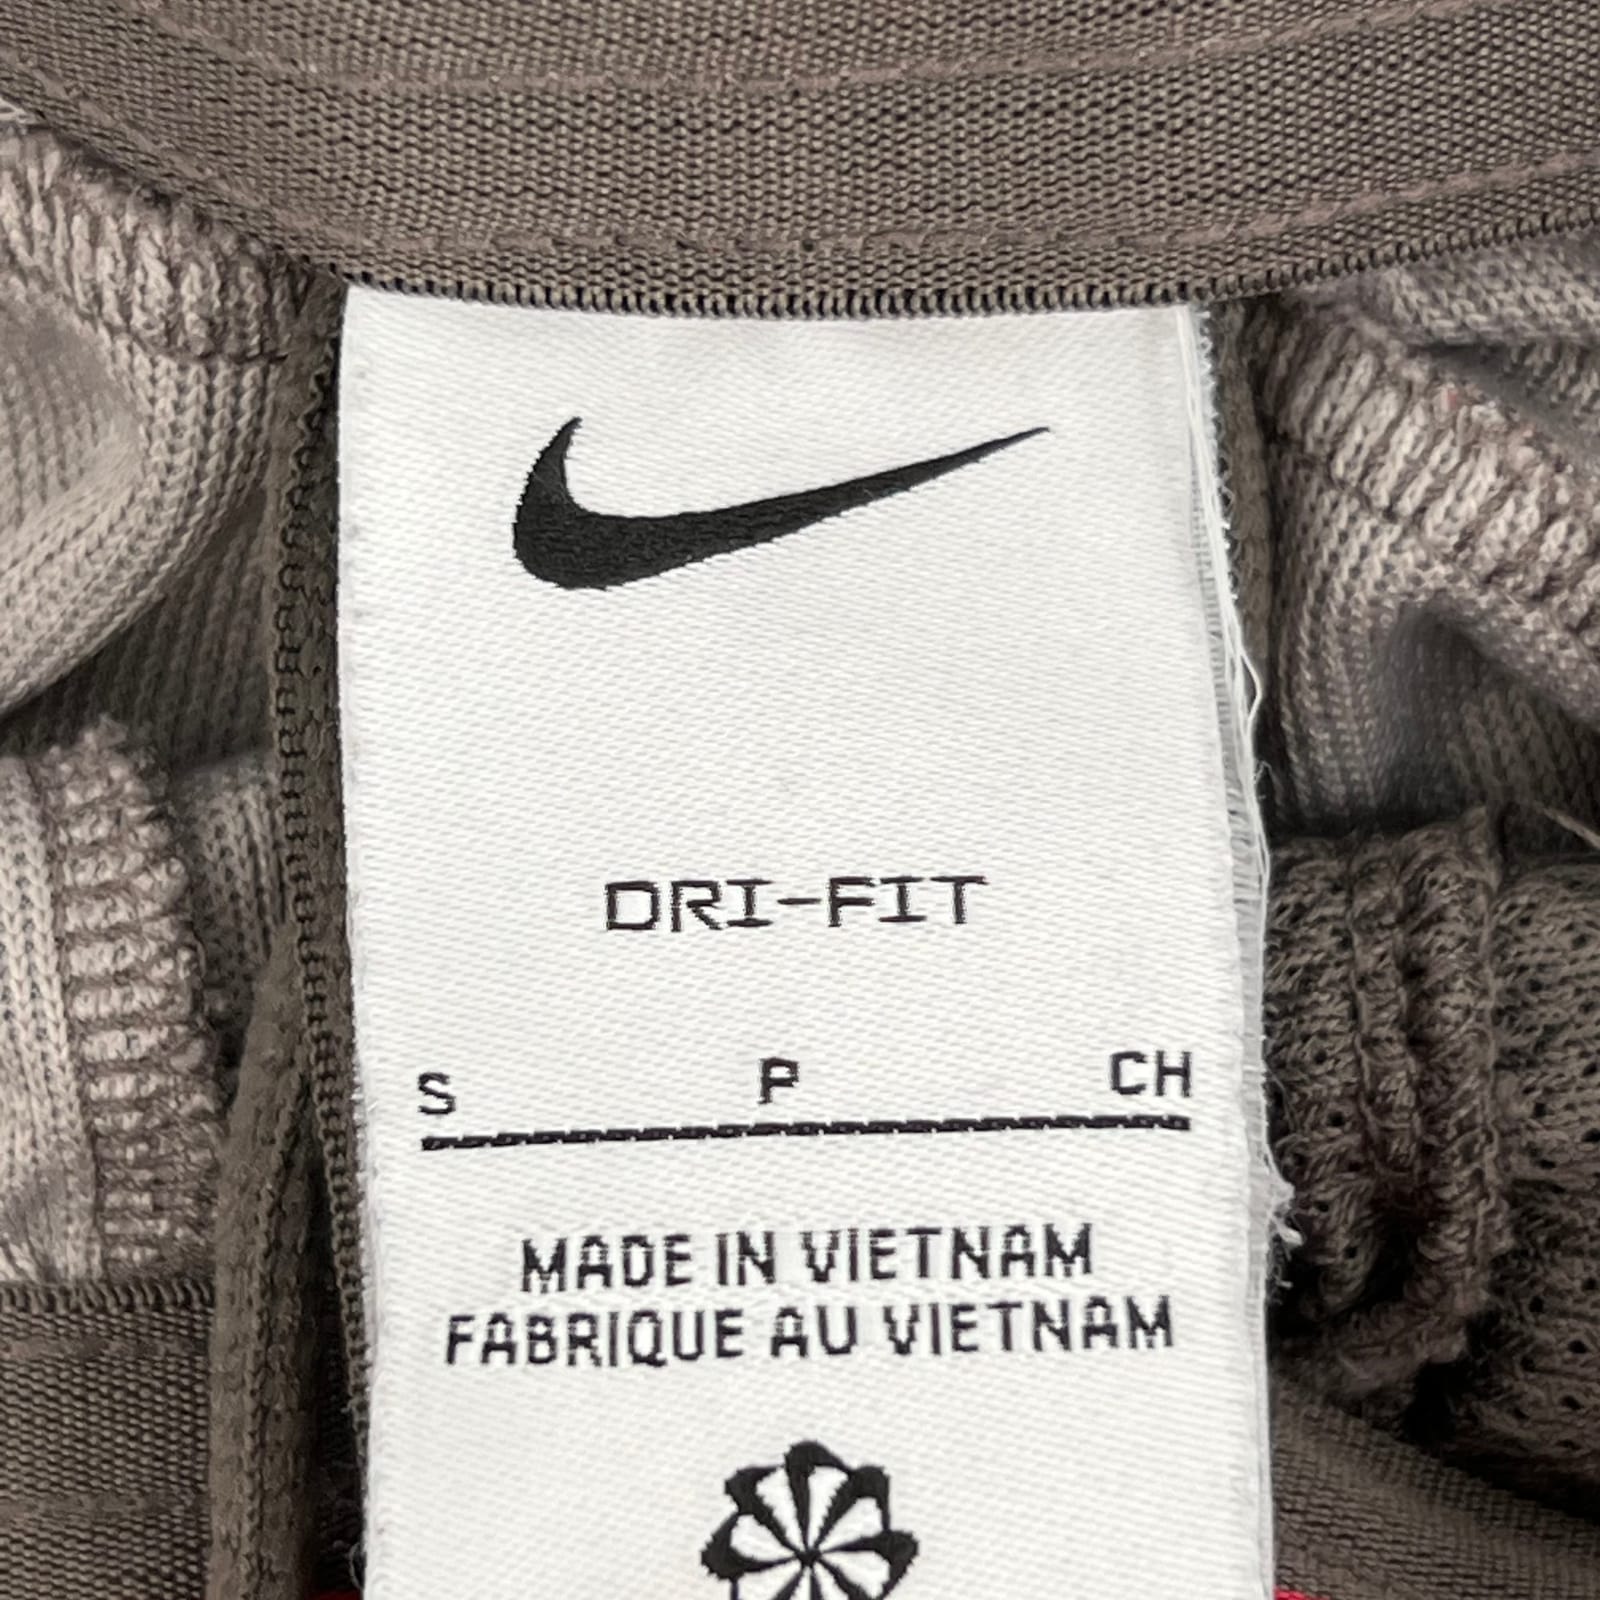 DRI-FIT
S P CH
MADE IN VIETNAM
FABRIQUE AU VIETNAM